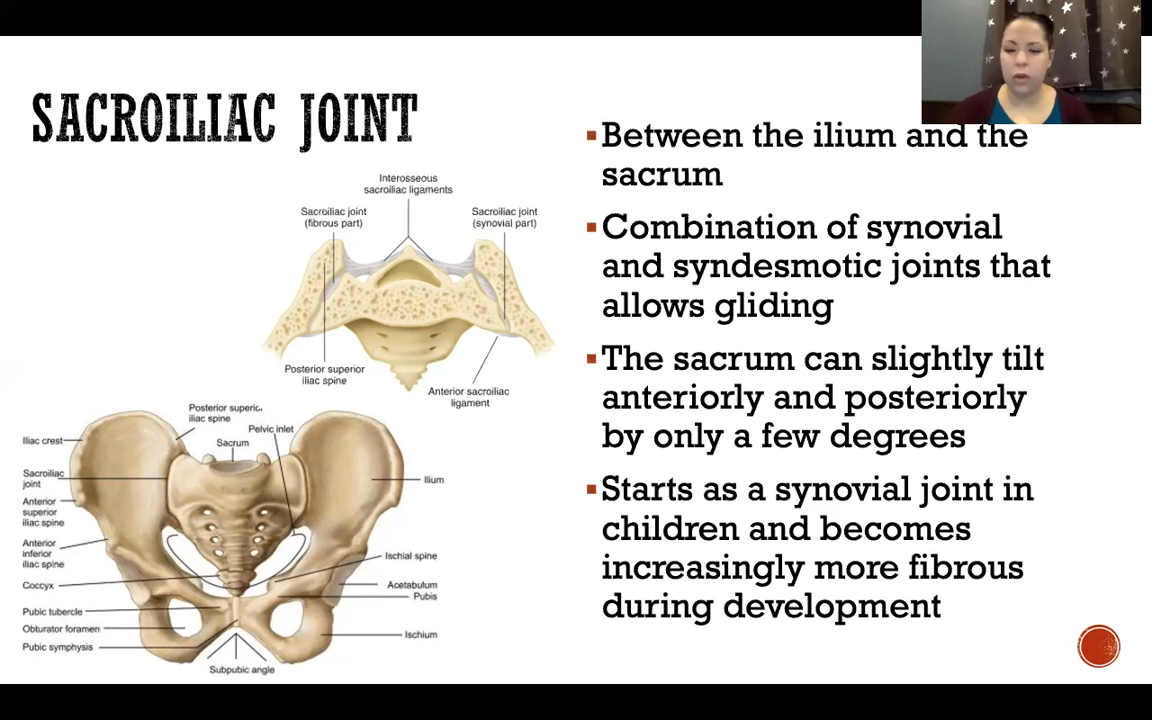 SACROILIAC JOINT
Interosseous
sacroiliac ligaments
Sacroiliac joint
(fibrous part)
Sacroiliac joint
(synovial part)
Posterior superior
iliac spine
Anterior sacroiliac
ligament
Posterior superic.
iliac spine
Pelvic inlet
Sacrum
Iliac crest
Sacroiliac
joint
Anterior
superior
iliac spine
Anterior
inferior
iliac spine
Coccyx
Pubic tubercle
Obturator foramen
Pubic symphysis
Ilium
Ischial spine
Acetabulum
Pubis
Ischium
Subpubic angle
▪Between the ilium and the
sacrum
▪Combination of synovial
and syndesmotic joints that
allows gliding
▪The sacrum can slightly tilt
anteriorly and posteriorly
by only a few degrees
▪Starts as a synovial joint in
children and becomes
increasingly more fibrous
during development